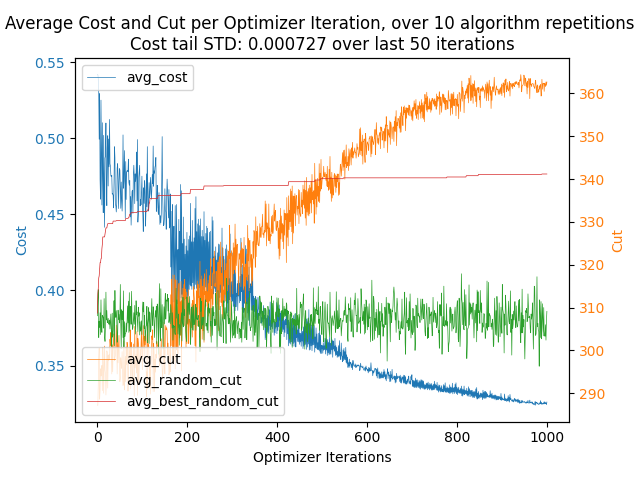 Average Cost and Cut per Optimizer Iteration, over 10 algorithm repetitions
Cost tail STD: 0.000727 over last 50 iterations
0.55
0.50
0.45
0.40
0.35
Cost
avg_cost
avg_cut
avg_random_cut
avg_best_random_cut
360
350
340
330
320
310
300
290
Cut
0
200
400
600
800
1000
Optimizer Iterations